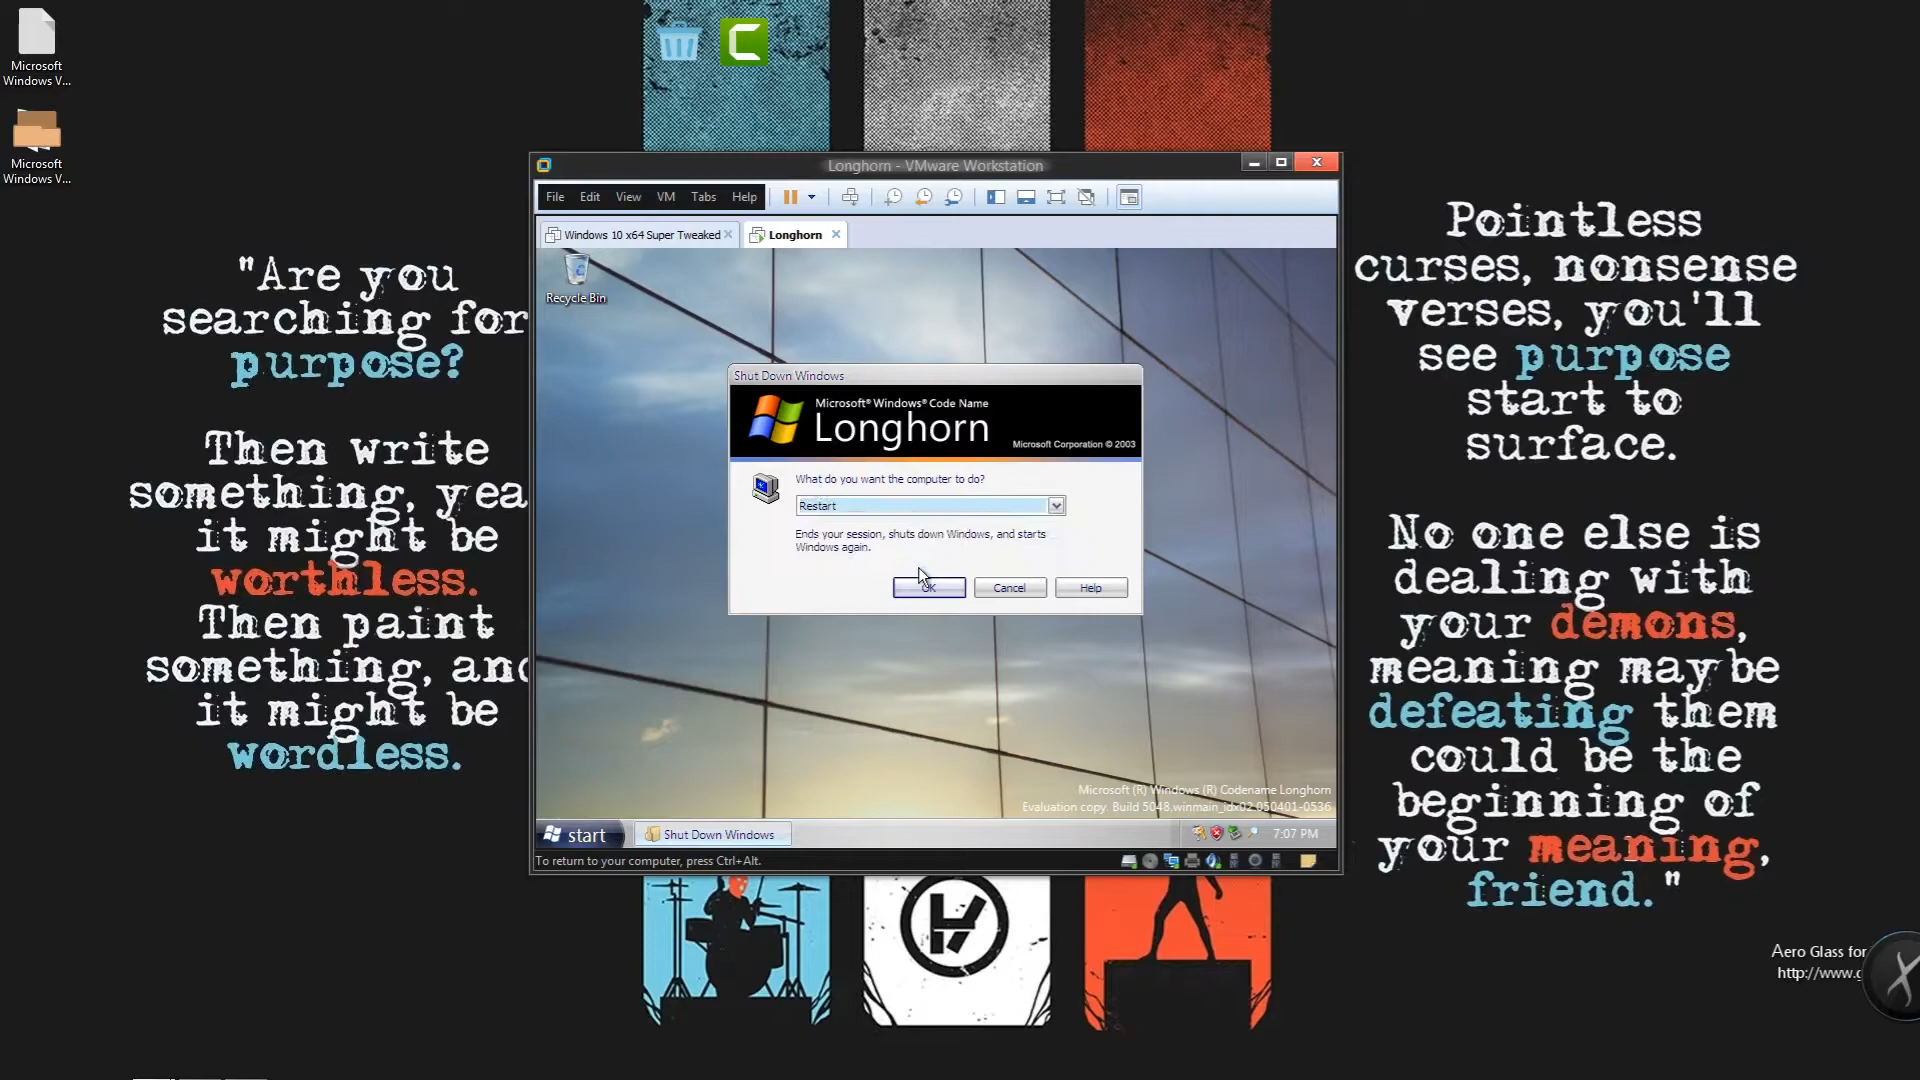 Microsoft
Windows V...
Microsoft
Windows V...
"Are you
searching for
purpose?
Then write
something, yea
it might be
worthless.
Then paint
something, and
it might be
wordless.
Longhorn - VMware Workstation
File Edit View VM Tabs Help
Windows 10 x64 Super Tweaked
Longhorn
Recycle Bin
Shut Down Windows
Microsoft® Windows® Code Name
Longhorn
Microsoft Corporation © 2003
What do you want the computer to do?
Restart
Ends your session, shuts down Windows, and starts
Windows again.
OK Cancel Help
Microsoft (R) Windows (R) Codename Longhorn
Evaluation copy. Build 5048.winmain_idx02.050401-0536
start
Shut Down Windows
7:07 PM
To return to your computer, press Ctrl+Alt.
Pointless
curses, nonsense
verses, you'll
see purpose
start to
surface.
No one else is
dealing with
your demons,
meaning may be
defeating them
could be the
beginning of
your meaning,
friend."
Aero Glass for
http://www.g